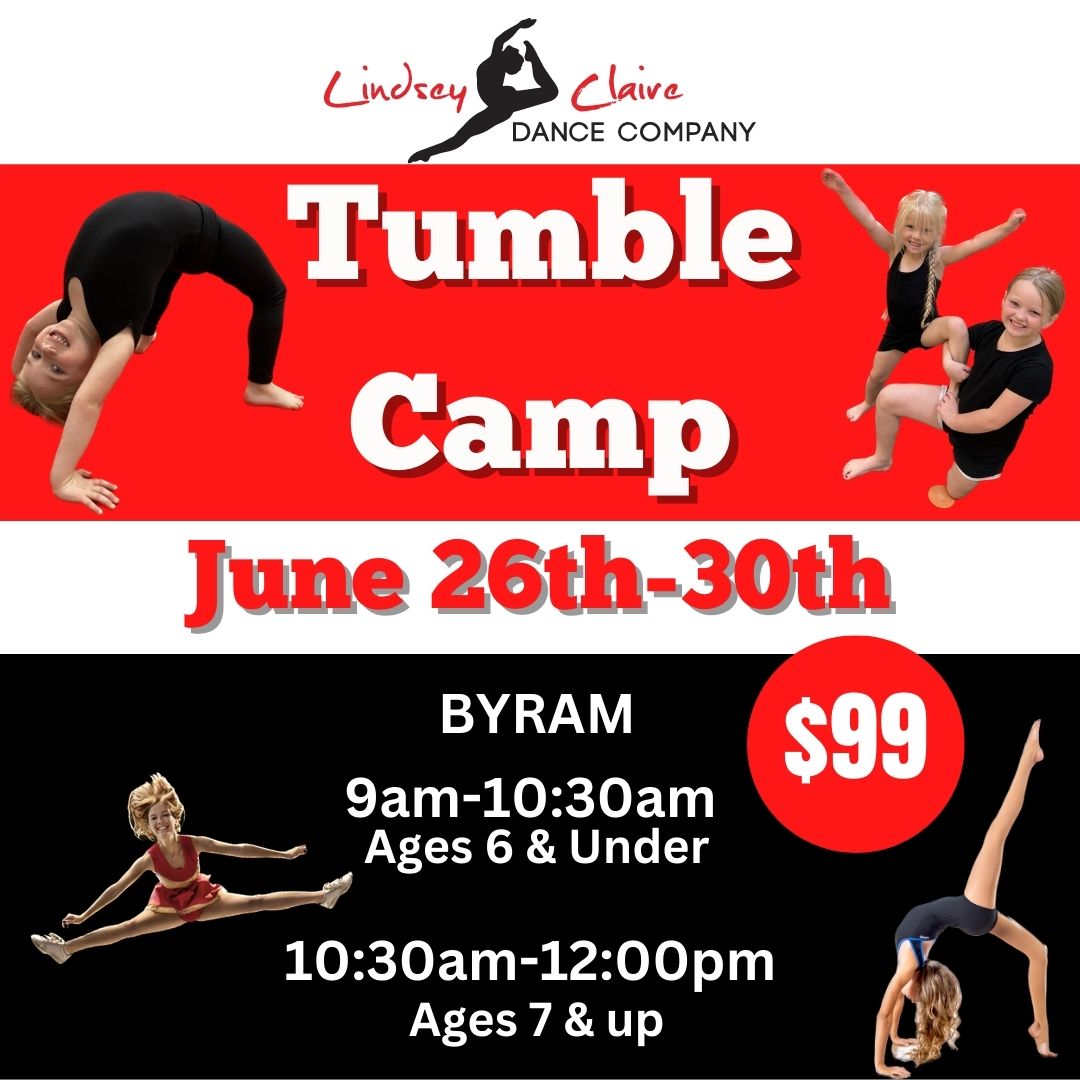 Lindsey Claire
DANCE COMPANY
Tumble
Camp
June 26th-30th
$99
BYRAM
9am-10:30am
Ages 6 & Under
10:30am-12:00pm
Ages 7 & up